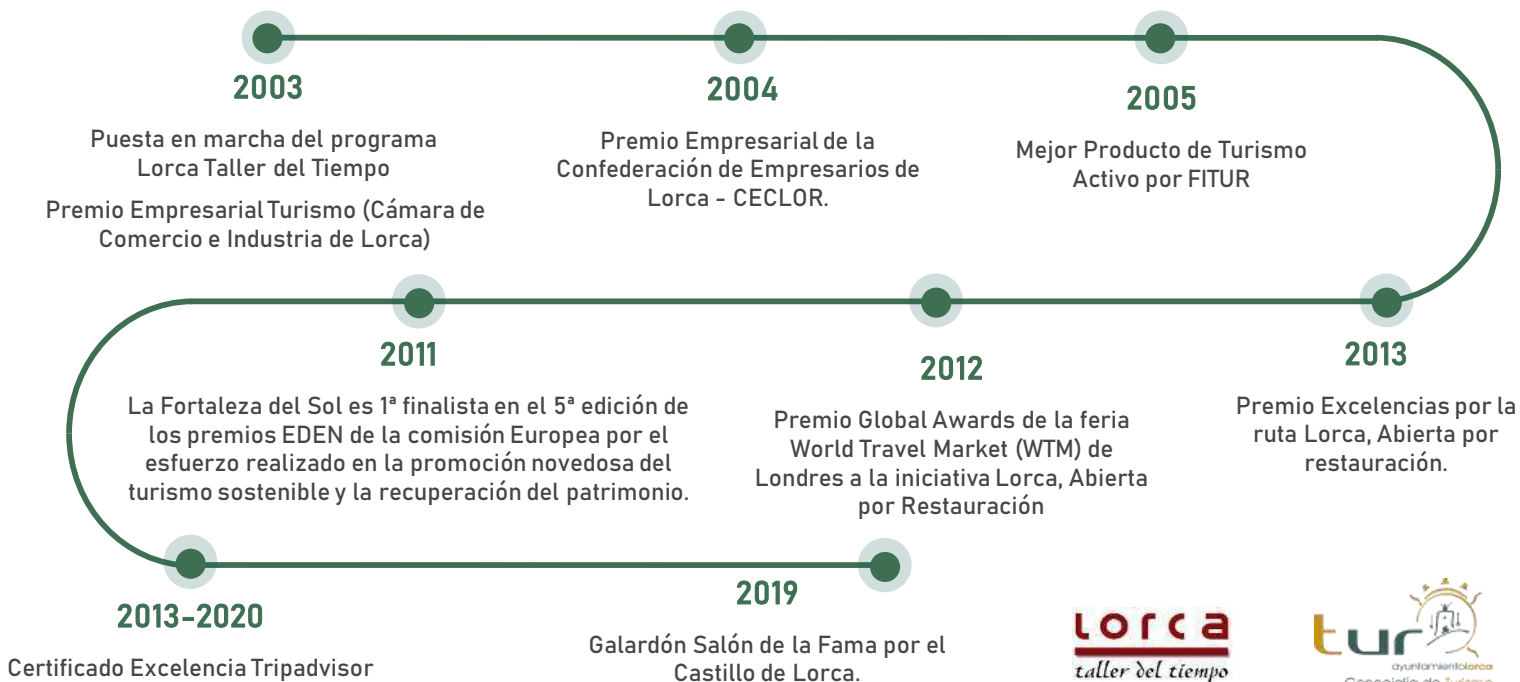 2003
Puesta en marcha del programa
Lorca Taller del Tiempo
Premio Empresarial Turismo (Cámara de
Comercio e Industria de Lorca)
2004
Premio Empresarial de la
Confederación de Empresarios de
Lorca - CECLOR.
2005
Mejor Producto de Turismo
Activo por FITUR
2011
La Fortaleza del Sol es 1ª finalista en el 5ª edición de
los premios EDEN de la comisión Europea por el
esfuerzo realizado en la promoción novedosa del
turismo sostenible y la recuperación del patrimonio.
2012
Premio Global Awards de la feria
World Travel Market (WTM) de
Londres a la iniciativa Lorca, Abierta
por Restauración
2013
Premio Excelencias por la
ruta Lorca, Abierta por
restauración.
2013-2020
Certificado Excelencia Tripadvisor
2019
Galardón Salón de la Fama por el
Castillo de Lorca.
Lorca
taller del tiempo
tur
ayuntamientolorca
Concejalía de Turismo